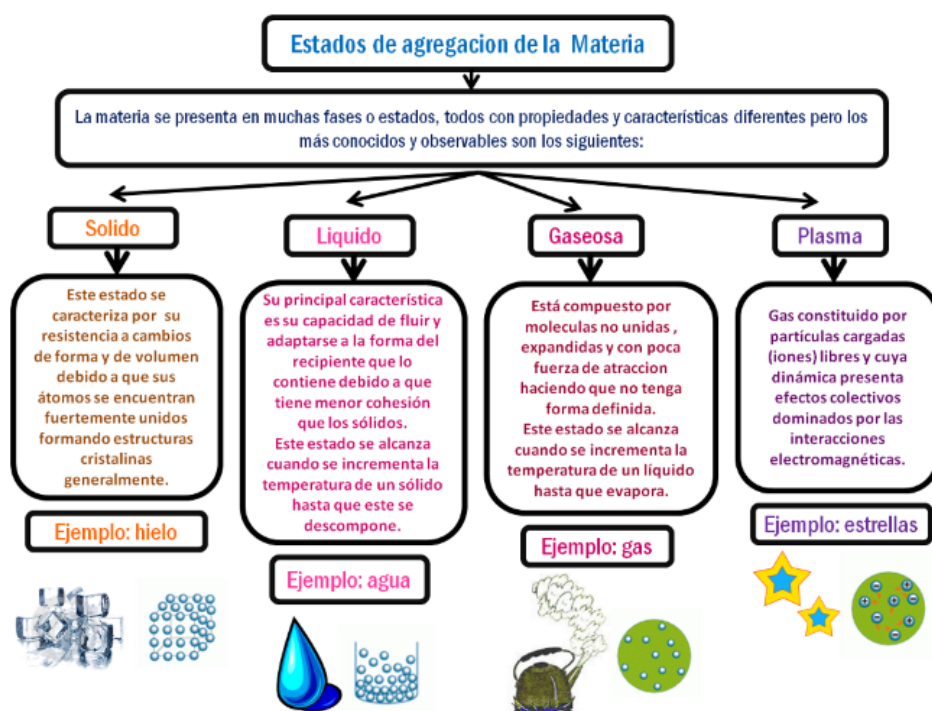 Estados de agregacion de la Materia
La materia se presenta en muchas fases o estados, todos con propiedades y características diferentes pero los
más conocidos y observables son los siguientes:
Solido
Este estado se
caracteriza por su
resistencia a cambios
de forma y de volumen
debido a que sus
átomos se encuentran
fuertemente unidos
formando estructuras
cristalinas
generalmente.
Ejemplo: hielo
Liquido
Su principal característica
es su capacidad de fluir y
adaptarse a la forma del
recipiente que lo
contiene debido a que
tiene menor cohesión
que los sólidos.
Este estado se alcanza
cuando se incrementa la
temperatura de un sólido
hasta que este se
descompone.
Ejemplo: agua
Gaseosa
Está compuesto por
moleculas no unidas ,
expandidas y con poca
fuerza de atraccion
haciendo que no tenga
forma definida.
Este estado se alcanza
cuando se incrementa la
temperatura de un líquido
hasta que evapora.
Ejemplo: gas
Plasma
Gas constituido por
partículas cargadas
(iones) libres y cuya
dinámica presenta
efectos colectivos
dominados por las
interacciones
electromagnéticas.
Ejemplo: estrellas